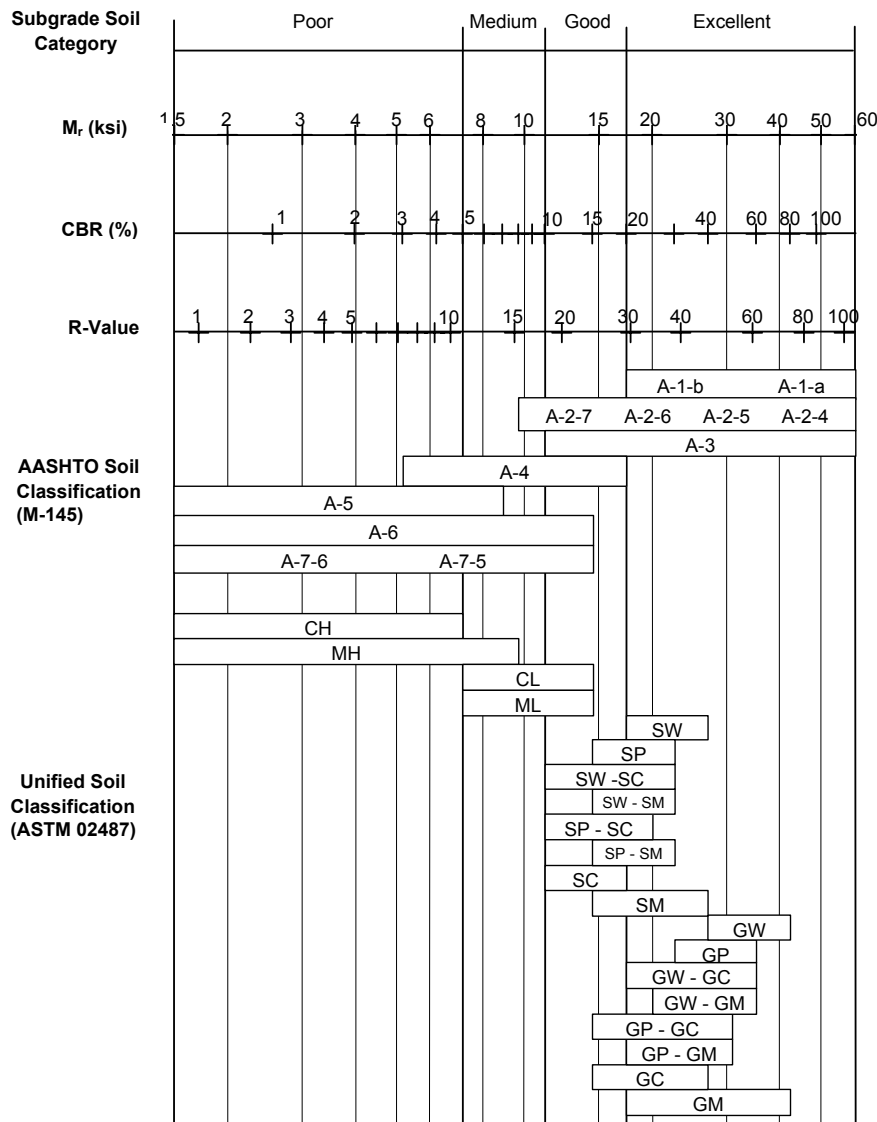 Subgrade Soil
Category
Poor Medium Good Excellent
Mr (ksi)
1.5 2 3 4 5 6 8 10 15 20 30 40 50 60
CBR (%)
1 2 3 4 5 10 15 20 40 60 80 100
R-Value
1 2 3 4 5 10 15 20 30 40 60 80 100
AASHTO Soil
Classification
(M-145)
A-1-b A-1-a
A-2-7 A-2-6 A-2-5 A-2-4
A-3
A-4
A-5
A-6
A-7-6 A-7-5
Unified Soil
Classification
(ASTM 02487)
CH
MH
CL
ML
SW
SP
SW -SC
SW - SM
SP - SC
SP - SM
SC
SM
GW
GP
GW - GC
GW - GM
GP - GC
GP - GM
GC
GM